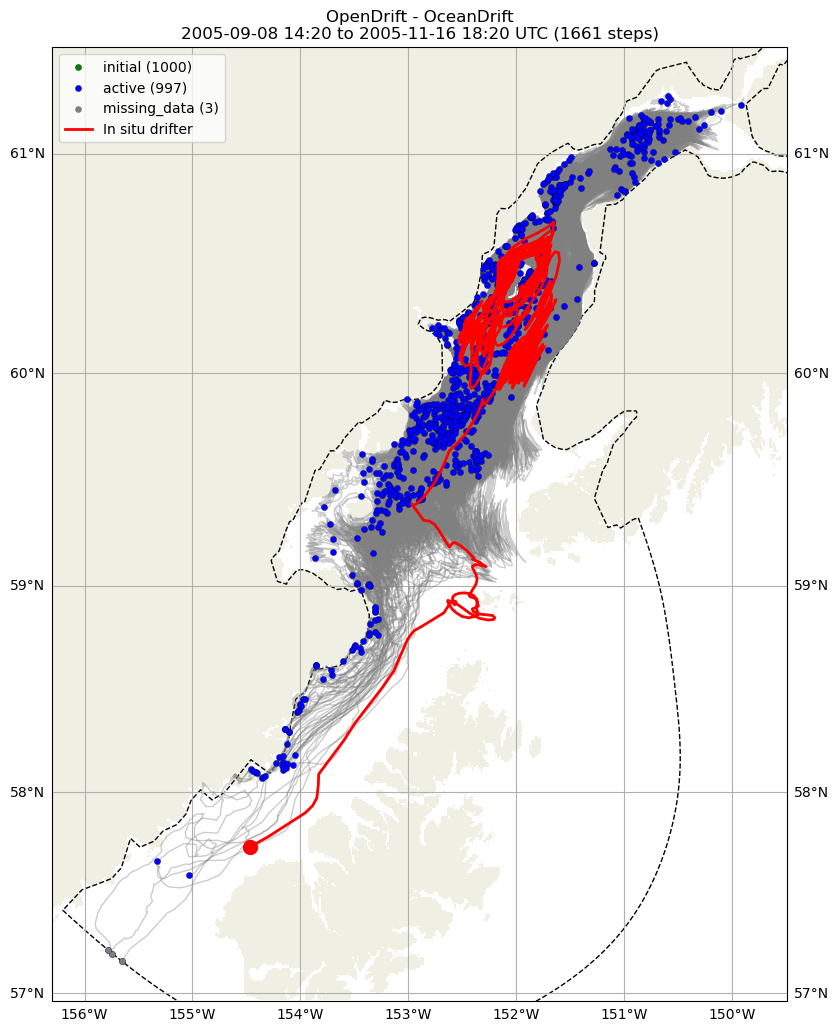 OpenDrift - OceanDrift
2005-09-08 14:20 to 2005-11-16 18:20 UTC (1661 steps)
initial (1000)
active (997)
missing_data (3)
In situ drifter
61°N
61°N
60°N
60°N
59°N
59°N
58°N
58°N
57°N
57°N
156°W
155°W
154°W
153°W
152°W
151°W
150°W